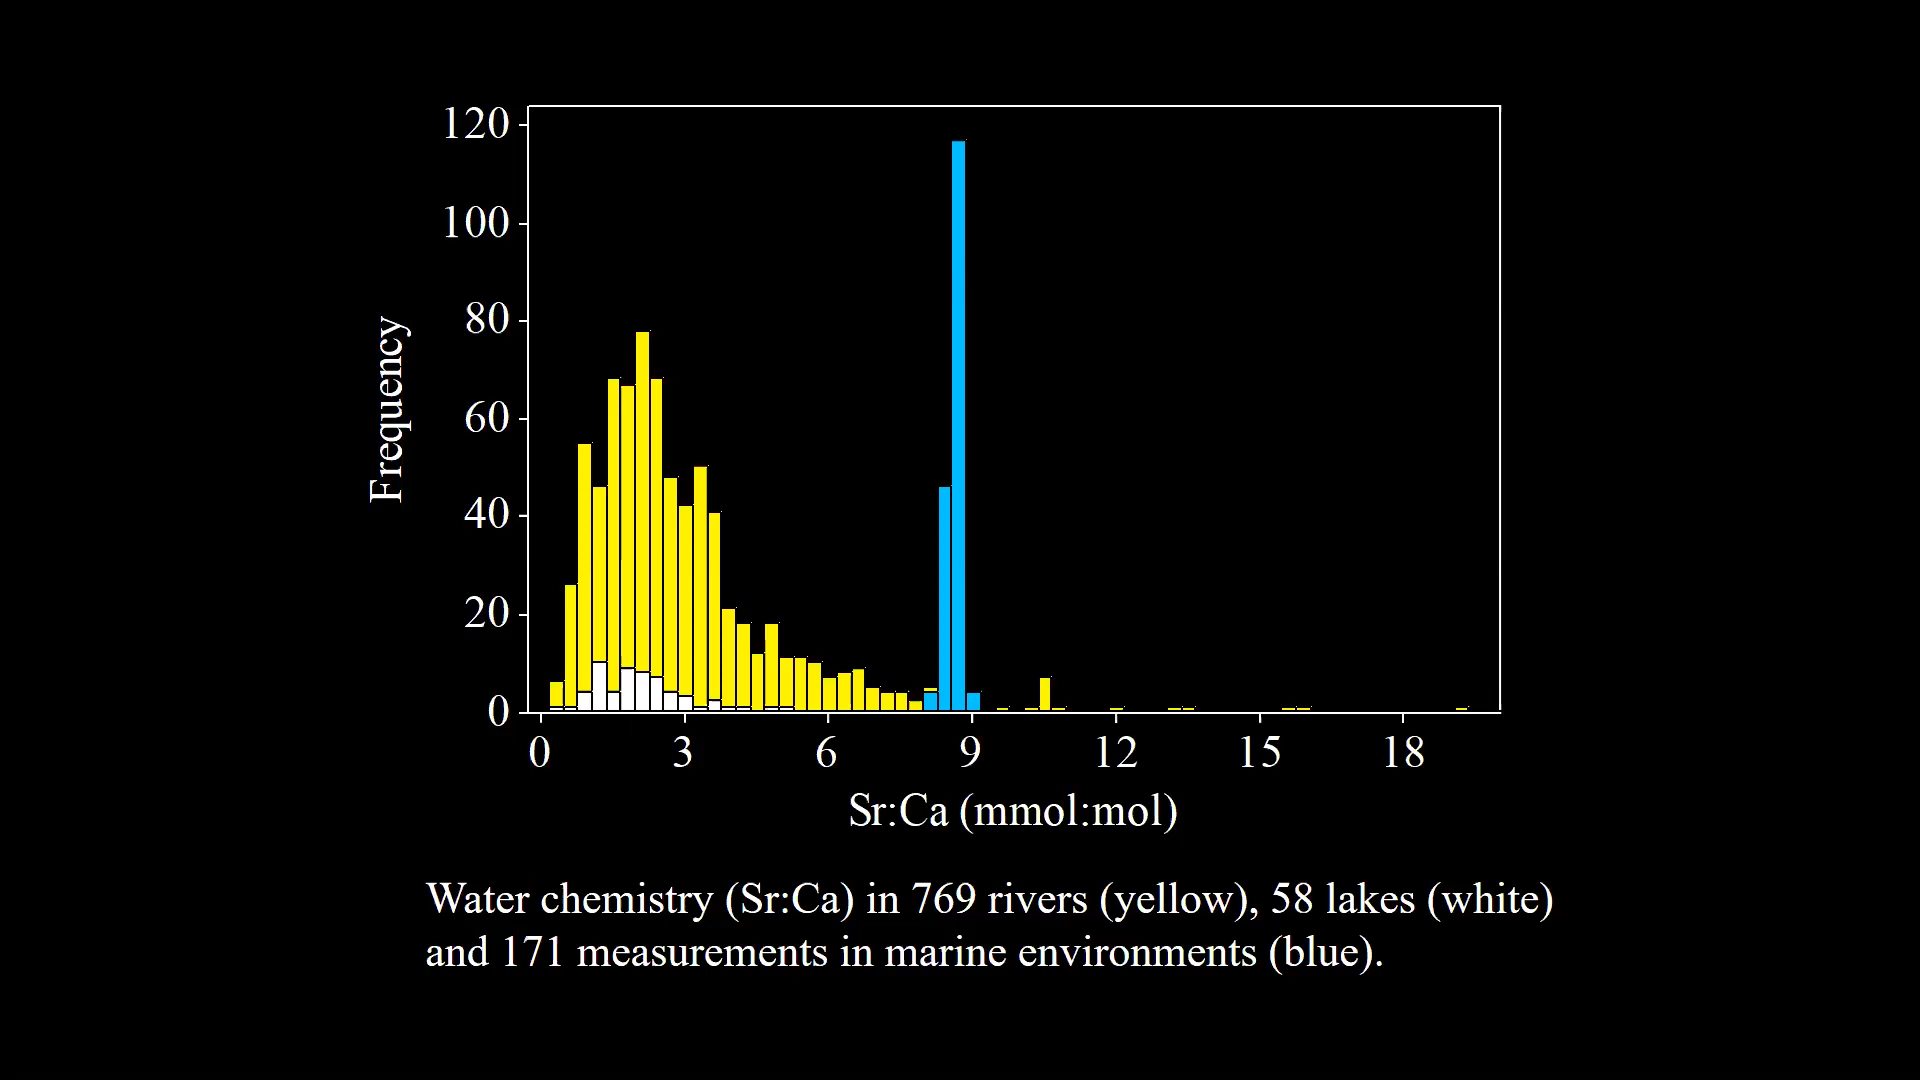 120
100
80
60
40
20
0
Frequency
0 3 6 9 12 15 18
Sr:Ca (mmol:mol)
Water chemistry (Sr:Ca) in 769 rivers (yellow), 58 lakes (white)
and 171 measurements in marine environments (blue).